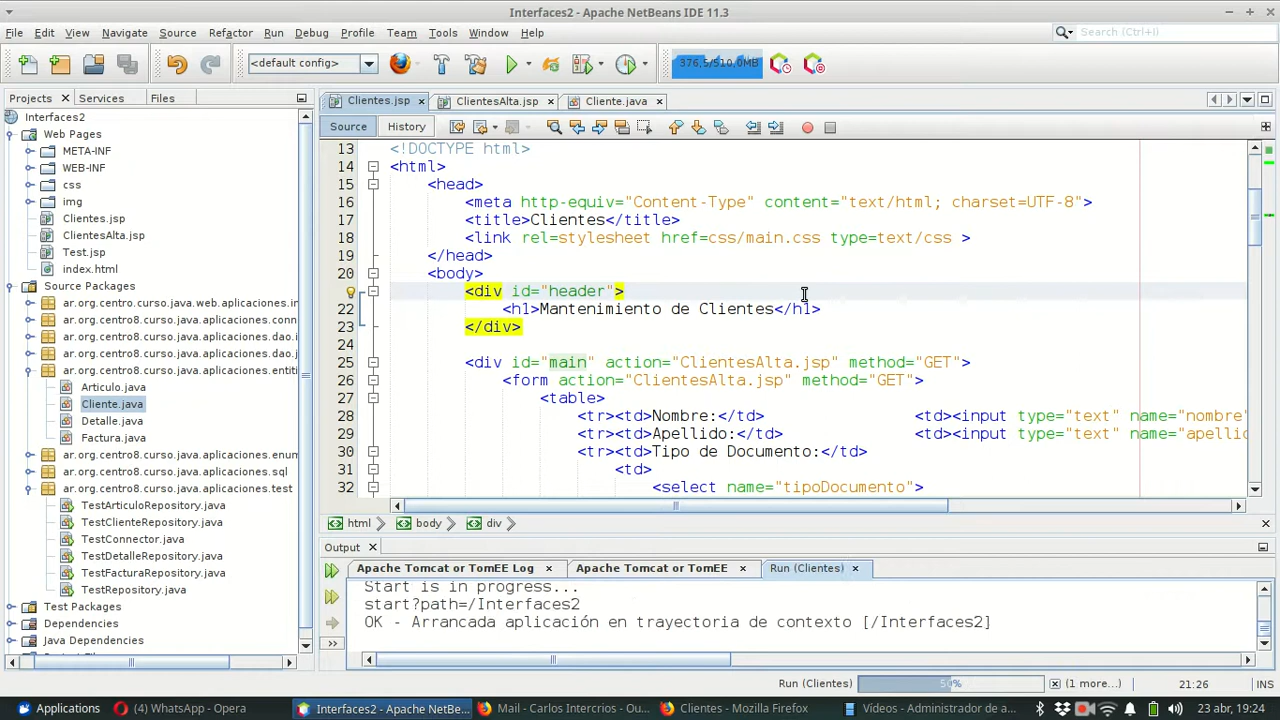 Interfaces2 - Apache NetBeans IDE 11.3
File Edit View Navigate Source Refactor Run Debug Profile Team Tools Window Help
Search (Ctrl+I)
<default config>
376,5/510,0MB
Projects Services Files
Interfaces2
Web Pages
META-INF
WEB-INF
css
img
Clientes.jsp
ClientesAlta.jsp
Test.jsp
index.html
Source Packages
ar.org.centro8.curso.java.web.aplicaciones.in
ar.org.centro8.curso.java.aplicaciones.conn
ar.org.centro8.curso.java.aplicaciones.dao.i
ar.org.centro8.curso.java.aplicaciones.dao.j
ar.org.centro8.curso.java.aplicaciones.entit
Articulo.java
Cliente.java
Detalle.java
Factura.java
ar.org.centro8.curso.java.aplicaciones.enum
ar.org.centro8.curso.java.aplicaciones.sql
ar.org.centro8.curso.java.aplicaciones.test
TestArticuloRepository.java
TestClienteRepository.java
TestConnector.java
TestDetalleRepository.java
TestFacturaRepository.java
TestRepository.java
Test Packages
Dependencies
Java Dependencies
Clientes.jsp ClientesAlta.jsp Cliente.java
Source History
13 <!DOCTYPE html>
14 <html>
15 <head>
16 <meta http-equiv="Content-Type" content="text/html; charset=UTF-8">
17 <title>Clientes</title>
18 <link rel=stylesheet href=css/main.css type=text/css >
</head>
20 <body>
<div id="header">
22 <h1>Mantenimiento de Clientes</h1>
23 </div>
24
25 <div id="main" action="ClientesAlta.jsp" method="GET">
26 <form action="ClientesAlta.jsp" method="GET">
27 <table>
28 <tr><td>Nombre:</td> <td><input type="text" name="nombre"
29 <tr><td>Apellido:</td> <td><input type="text" name="apellic
30 <tr><td>Tipo de Documento:</td>
31 <td>
32 <select name="tipoDocumento">
html body div
Output
Apache Tomcat or TomEE Log Apache Tomcat or TomEE Run (Clientes)
Start is in progress...
start?path=/Interfaces2
OK - Arrancada aplicación en trayectoria de contexto [/Interfaces2]
Run (Clientes) 50% (1 more...) 21:26 INS
Applications (4) WhatsApp - Opera Interfaces2 - Apache NetBe... Mail - Carlos Intercrios - Ou... Clientes - Mozilla Firefox Vídeos - Administrador de ar... 23 abr, 19:24